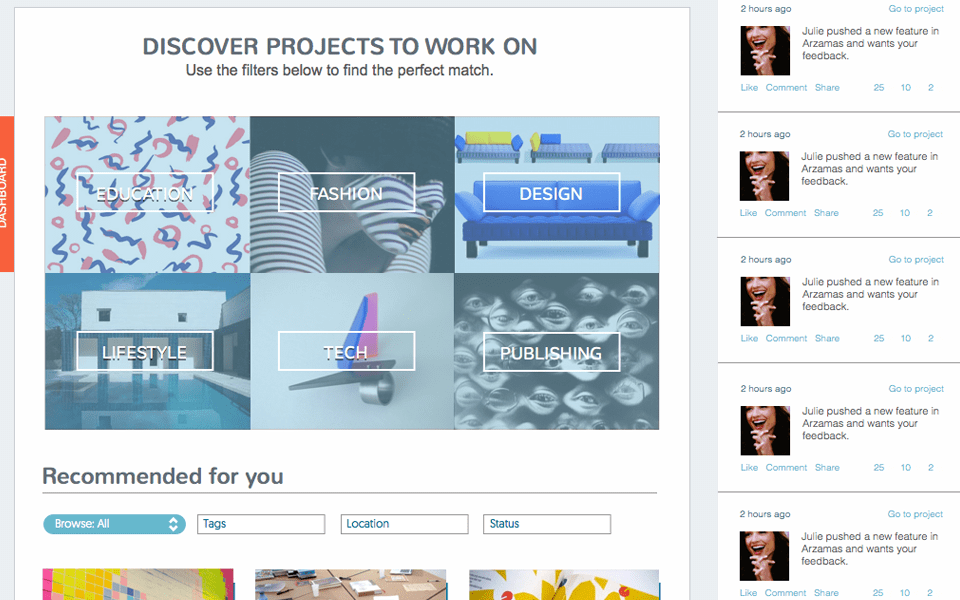 DISCOVER PROJECTS TO WORK ON
Use the filters below to find the perfect match.
DASHBOARD
EDUCATION
FASHION
DESIGN
LIFESTYLE
TECH
PUBLISHING
Recommended for you
Browse: All
Tags
Location
Status
2 hours ago Go to project
Julie pushed a new feature in
Arzamas and wants your
feedback.
Like Comment Share 25 10 2
2 hours ago Go to project
Julie pushed a new feature in
Arzamas and wants your
feedback.
Like Comment Share 25 10 2
2 hours ago Go to project
Julie pushed a new feature in
Arzamas and wants your
feedback.
Like Comment Share 25 10 2
2 hours ago Go to project
Julie pushed a new feature in
Arzamas and wants your
feedback.
Like Comment Share 25 10 2
2 hours ago Go to project
Julie pushed a new feature in
Arzamas and wants your
feedback.
Like Comment Share 25 10 2